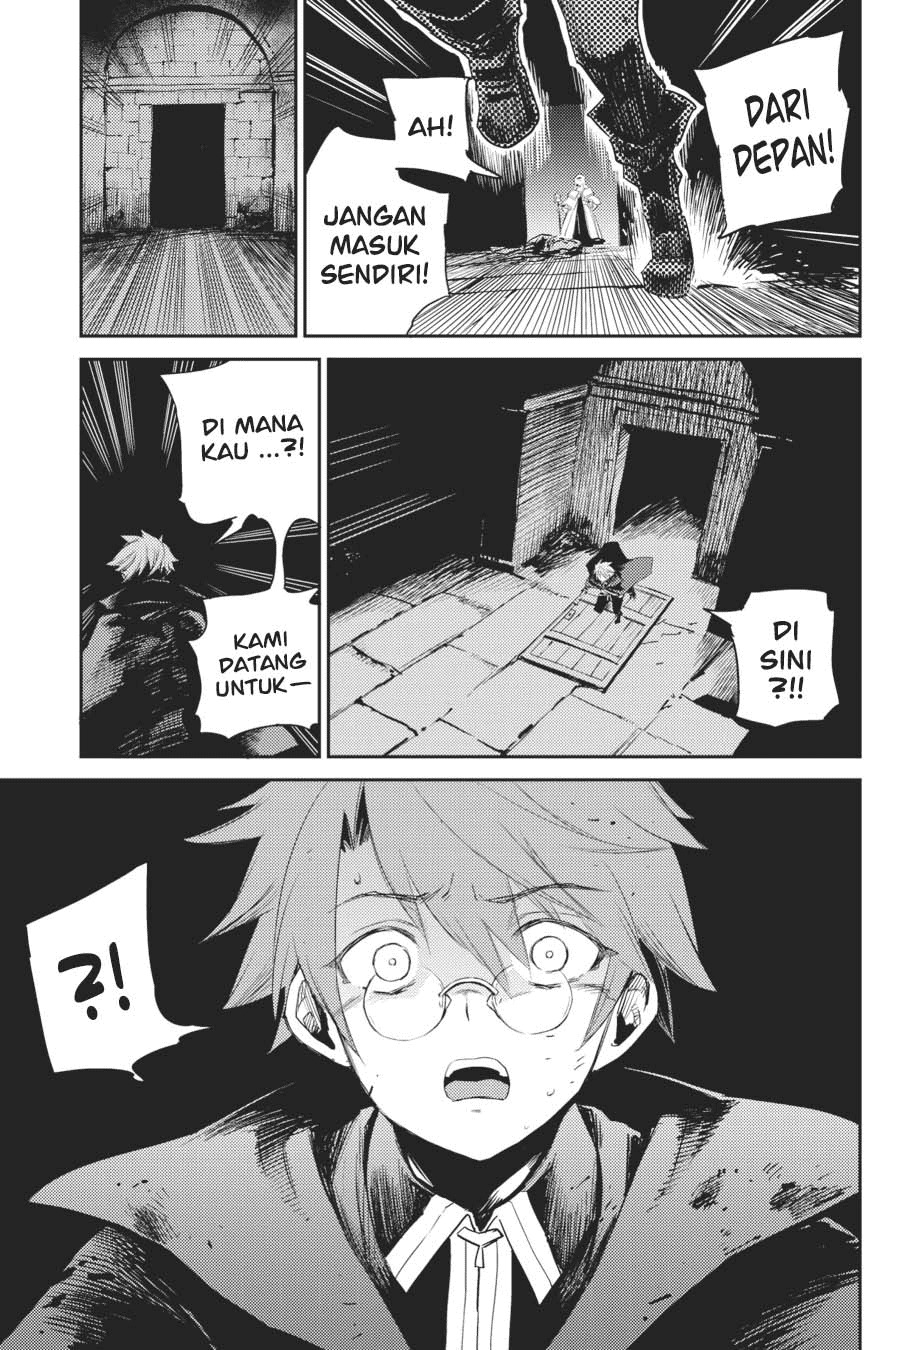 DARI
DEPAN!
AH!
JANGAN
MASUK
SENDIRI!
DI
SINI
?!!
DI MANA
KAU ...?!
KAMI
DATANG
UNTUK—
?!